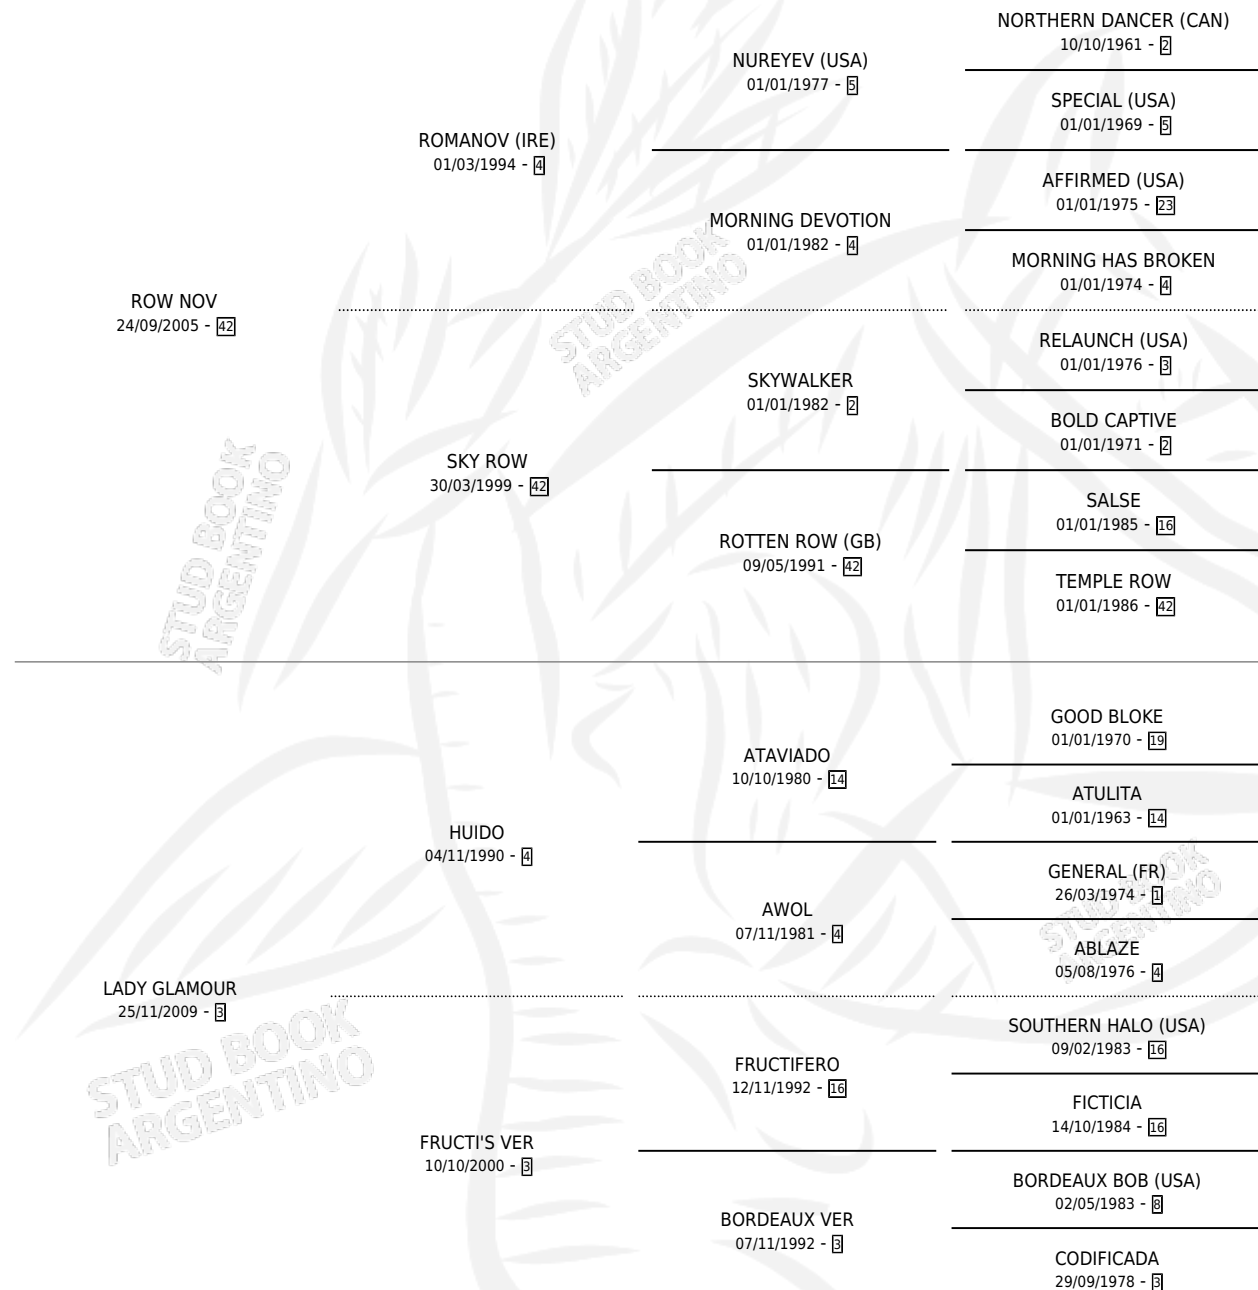 NORTHERN DANCER (CAN)
10/10/1961 - 2
NUREYEV (USA)
01/01/1977 - 5
SPECIAL (USA)
01/01/1969 - 5
ROMANOV (IRE)
01/03/1994 - 4
AFFIRMED (USA)
01/01/1975 - 23
MORNING DEVOTION
01/01/1982 - 4
MORNING HAS BROKEN
01/01/1974 - 4
ROW NOV
24/09/2005 - 42
STUD BOOK
ARGENTINO
RELAUNCH (USA)
01/01/1976 - 3
SKYWALKER
01/01/1982 - 2
BOLD CAPTIVE
01/01/1971 - 2
SKY ROW
30/03/1999 - 42
SALSE
01/01/1985 - 16
ROTTEN ROW (GB)
09/05/1991 - 42
TEMPLE ROW
01/01/1986 - 42
STUD BOOK
ARGENTINO
GOOD BLOKE
01/01/1970 - 19
ATAVIADO
10/10/1980 - 14
ATULITA
01/01/1963 - 14
HUIDO
04/11/1990 - 4
GENERAL (FR)
26/03/1974 - 1
AWOL
07/11/1981 - 4
ABLAZE
05/08/1976 - 4
STUD BOOK
ARGENTINO
LADY GLAMOUR
25/11/2009 - 3
SOUTHERN HALO (USA)
09/02/1983 - 16
FRUCTIFERO
12/11/1992 - 16
FICTICIA
14/10/1984 - 16
STUD BOOK
ARGENTINO
FRUCTI'S VER
10/10/2000 - 3
BORDEAUX BOB (USA)
02/05/1983 - 8
BORDEAUX VER
07/11/1992 - 3
CODIFICADA
29/09/1978 - 3